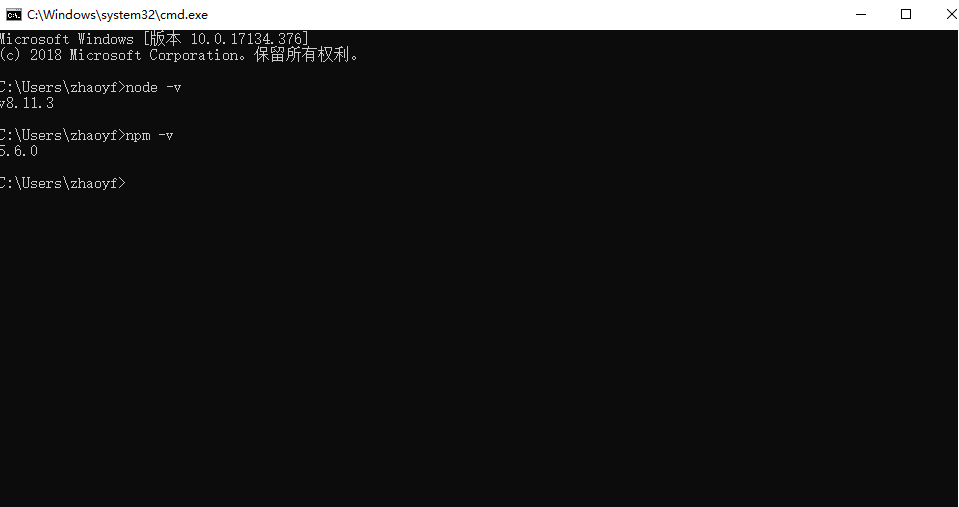 C:\Windows\system32\cmd.exe
Microsoft Windows [版本 10.0.17134.376]
(c) 2018 Microsoft Corporation。保留所有权利。
C:\Users\zhaoyf>node -v
v8.11.3
C:\Users\zhaoyf>npm -v
5.6.0
C:\Users\zhaoyf>